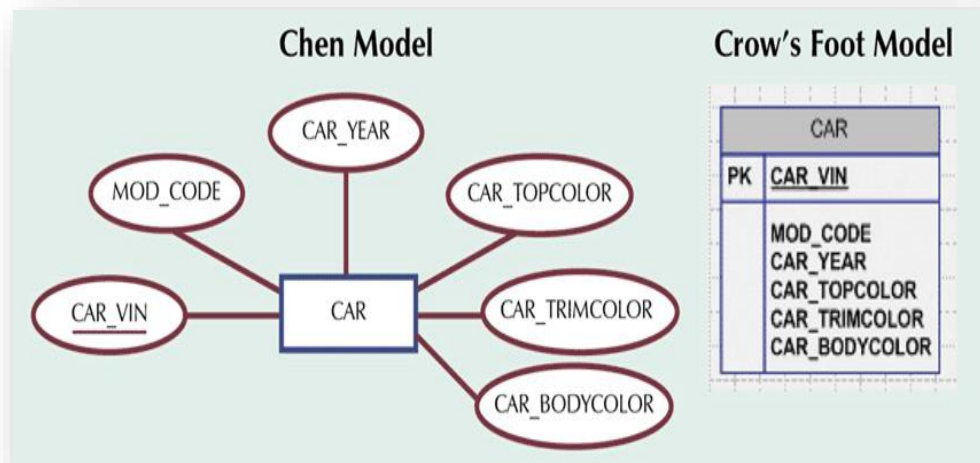 Chen Model
CAR_YEAR
MOD_CODE
CAR_TOPCOLOR
CAR_VIN
CAR
CAR_TRIMCOLOR
CAR_BODYCOLOR
Crow's Foot Model
CAR
PK CAR_VIN
MOD_CODE
CAR_YEAR
CAR_TOPCOLOR
CAR_TRIMCOLOR
CAR_BODYCOLOR